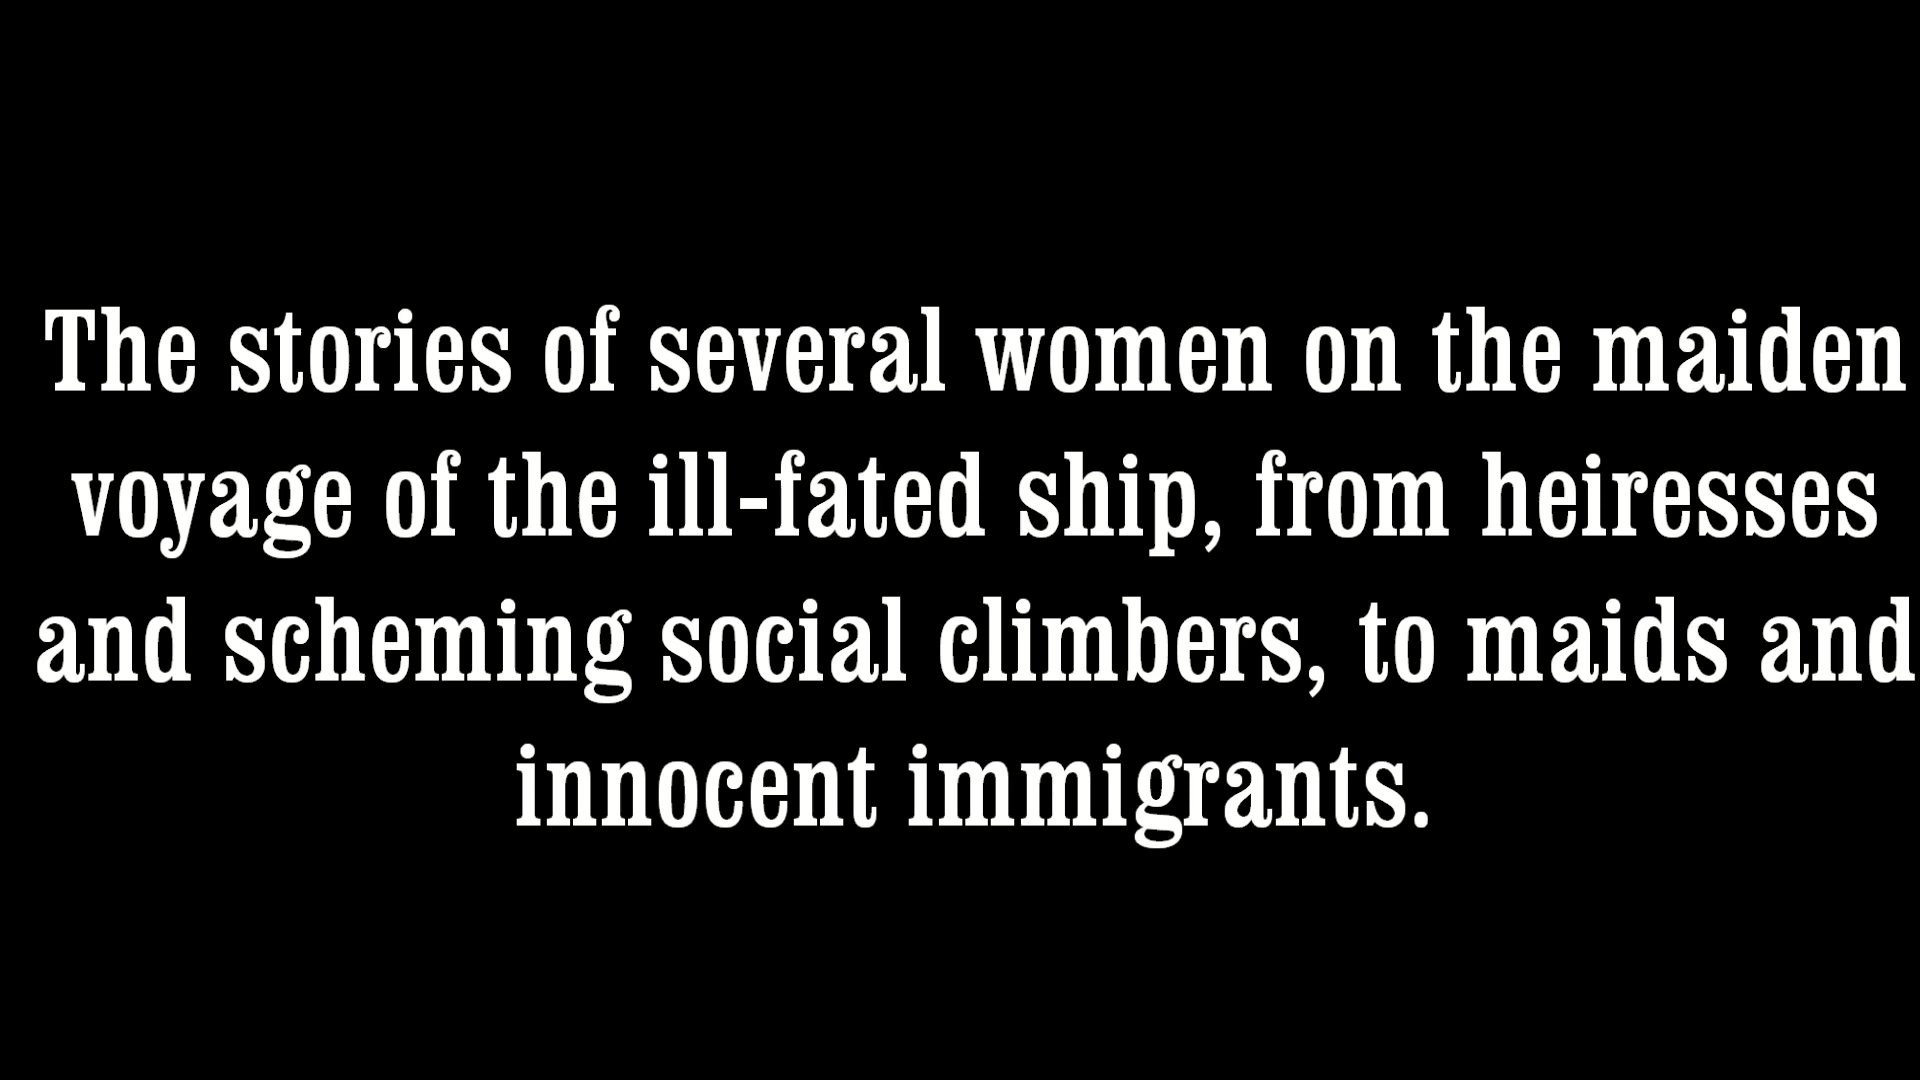 The stories of several women on the maiden
voyage of the ill-fated ship, from heiresses
and scheming social climbers, to maids and
innocent immigrants.